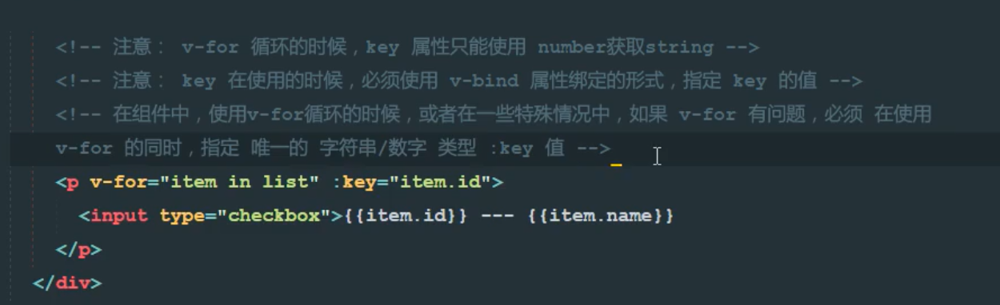 <!-- 注意： v-for 循环的时候，key 属性只能使用 number获取string -->
<!-- 注意： key 在使用的时候，必须使用 v-bind 属性绑定的形式，指定 key 的值 -->
<!-- 在组件中，使用v-for循环的时候，或者在一些特殊情况中，如果 v-for 有问题，必须 在使用
v-for 的同时，指定 唯一的 字符串/数字 类型 :key 值 -->
<p v-for="item in list" :key="item.id">
<input type="checkbox">{{item.id}} --- {{item.name}}
</p>
</div>